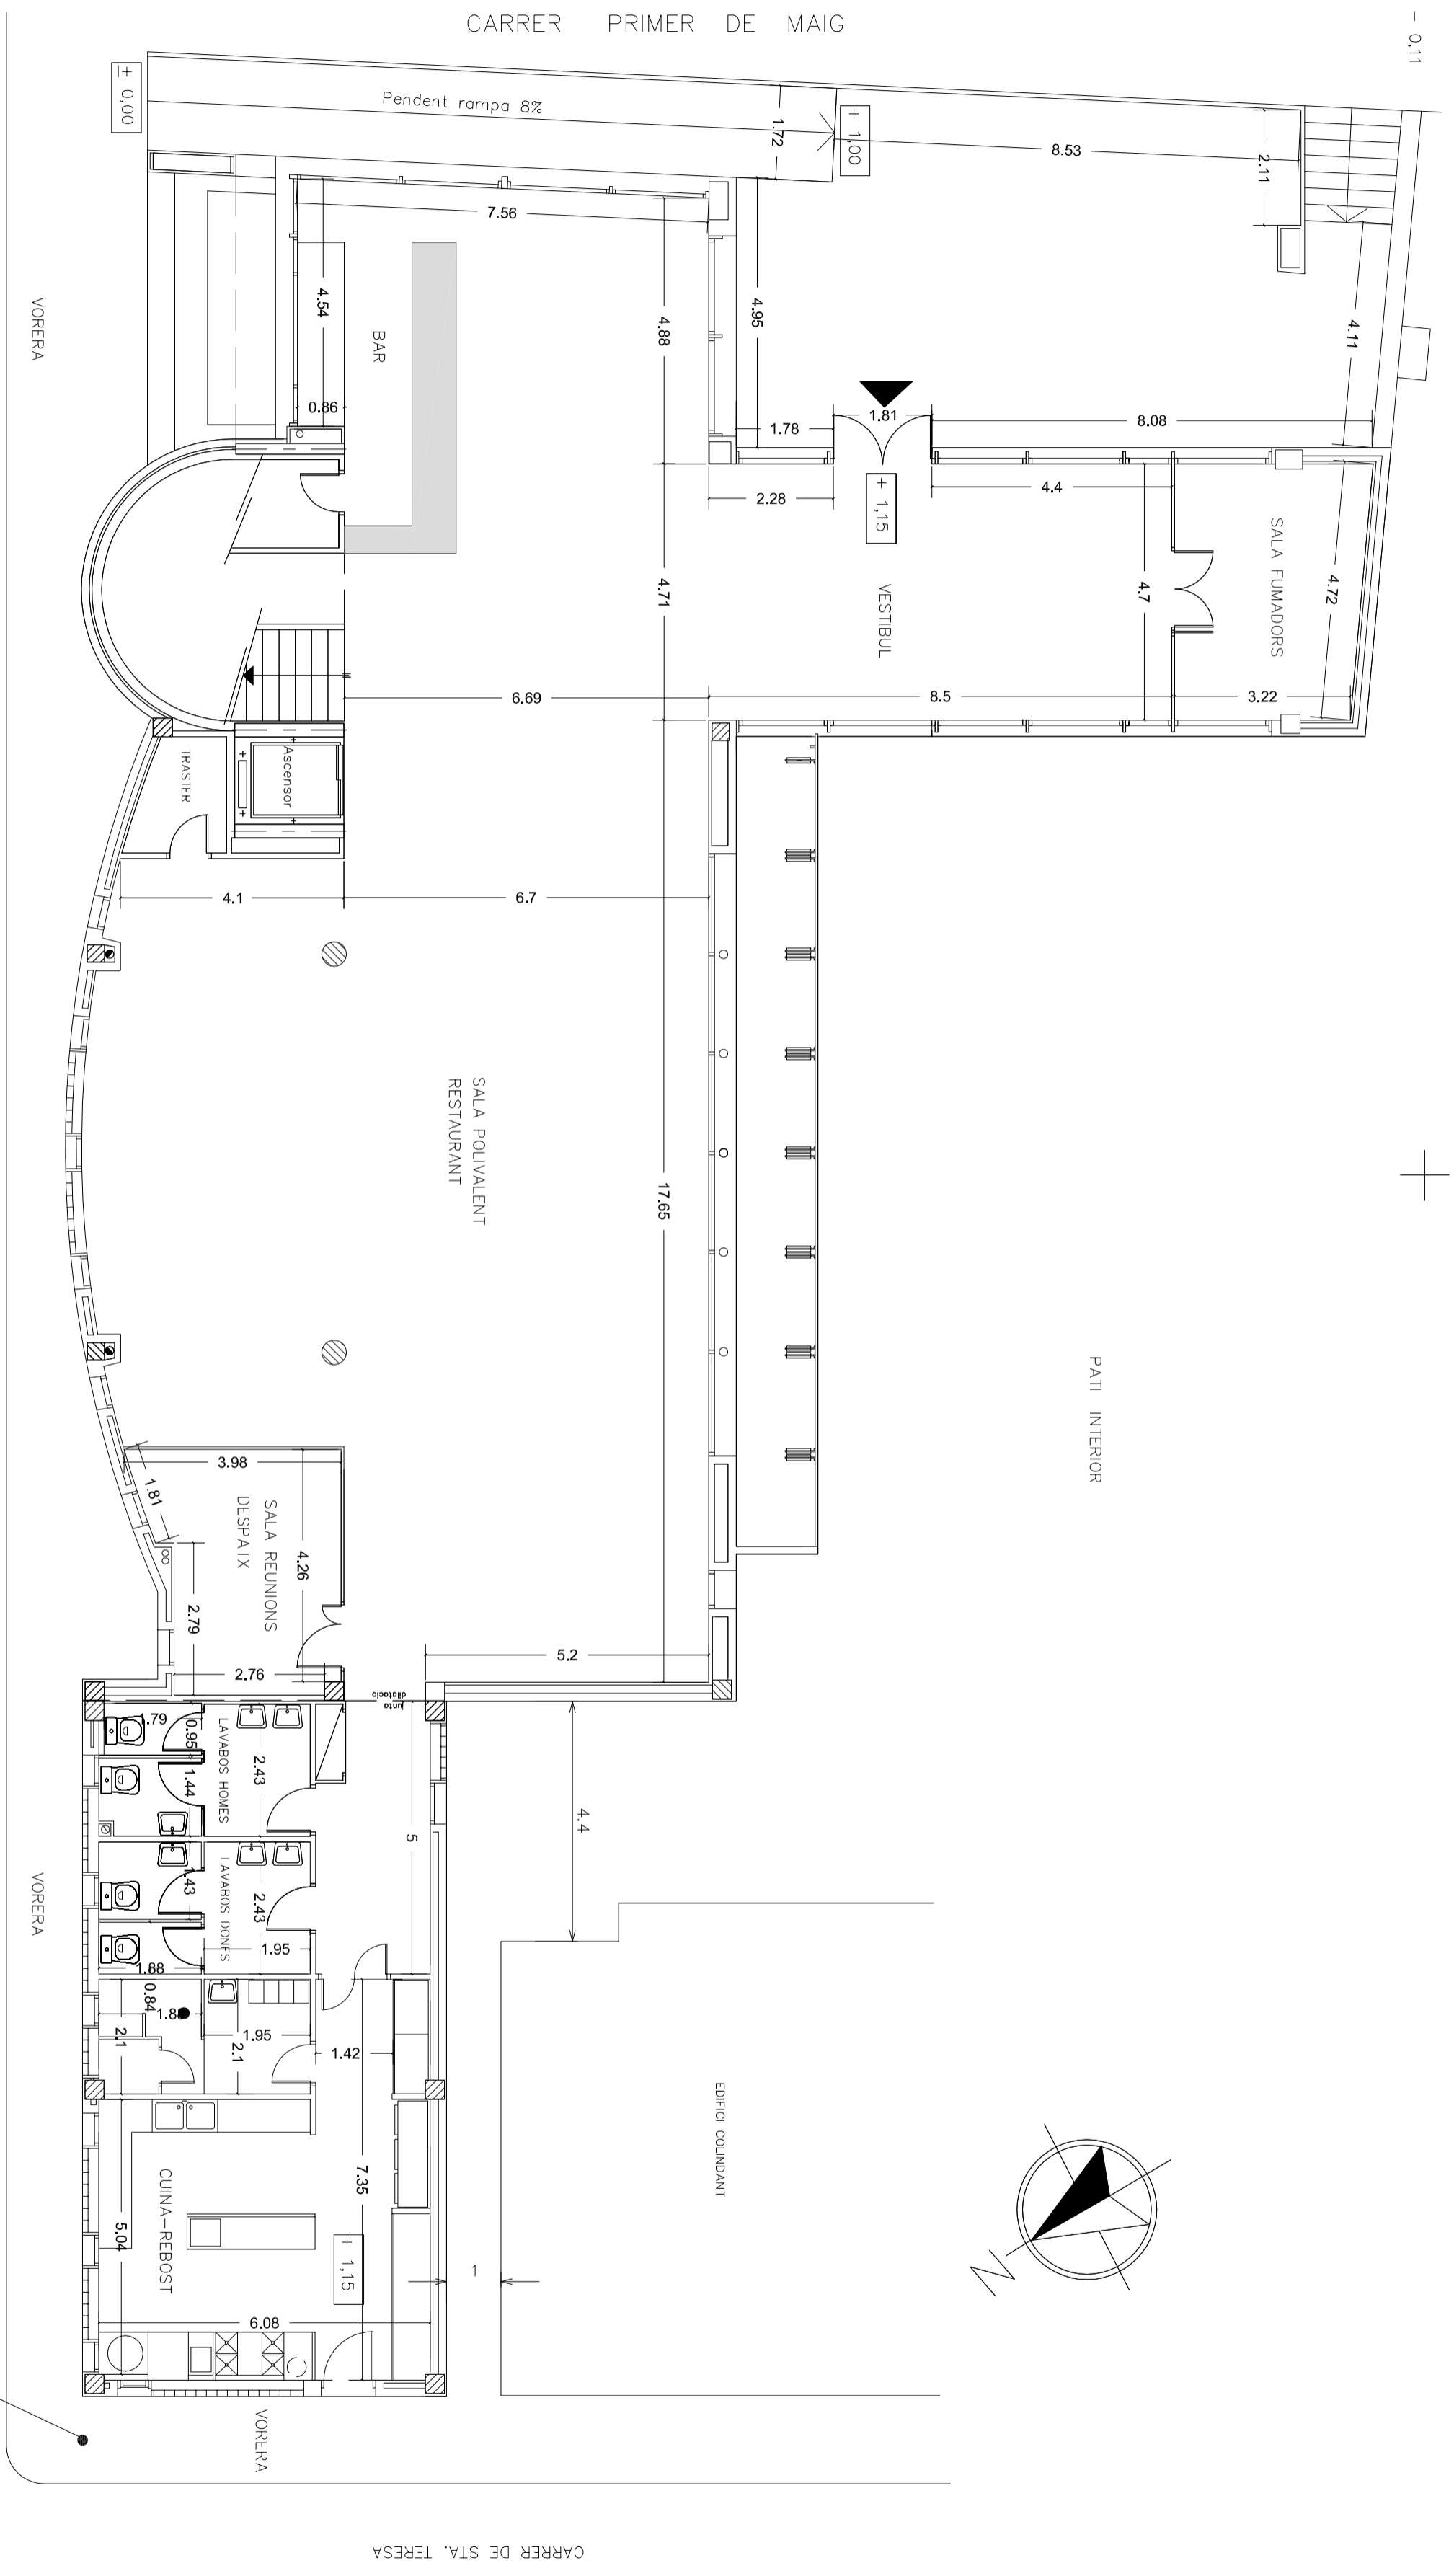 CARRER PRIMER DE MAIG
- 0,11
+ 0,00
Pendent rampa 8%
1.72
+ 1,00
8.53
2.11
7.56
4.54
BAR
4.88
4.95
4.11
VORERA
0.86
1.78
1.81
8.08
2.28
+ 1,15
4.4
SALA FUMADORS
4.71
VESTIBUL
4.7
4.72
6.69
8.5
3.22
TRASTER
Ascensor
4.1
6.7
SALA POLIVALENT
RESTAURANT
17.65
PATI INTERIOR
3.98
1.81
SALA REUNIONS
DESPATX
4.26
2.79
2.76
5.2
junta
dilatacio
1.79
0.95
LAVABOS HOMES
2.43
1.44
5
4.4
1.43
LAVABOS DONES
2.43
1.95
1.88
0.84
2.1
1.95
2.1
1.42
VORERA
EDIFICI COLINDANT
CUINA-REBOST
7.35
5.04
+ 1,15
1
6.08
N
VORERA
CARRER DE STA. TERESA